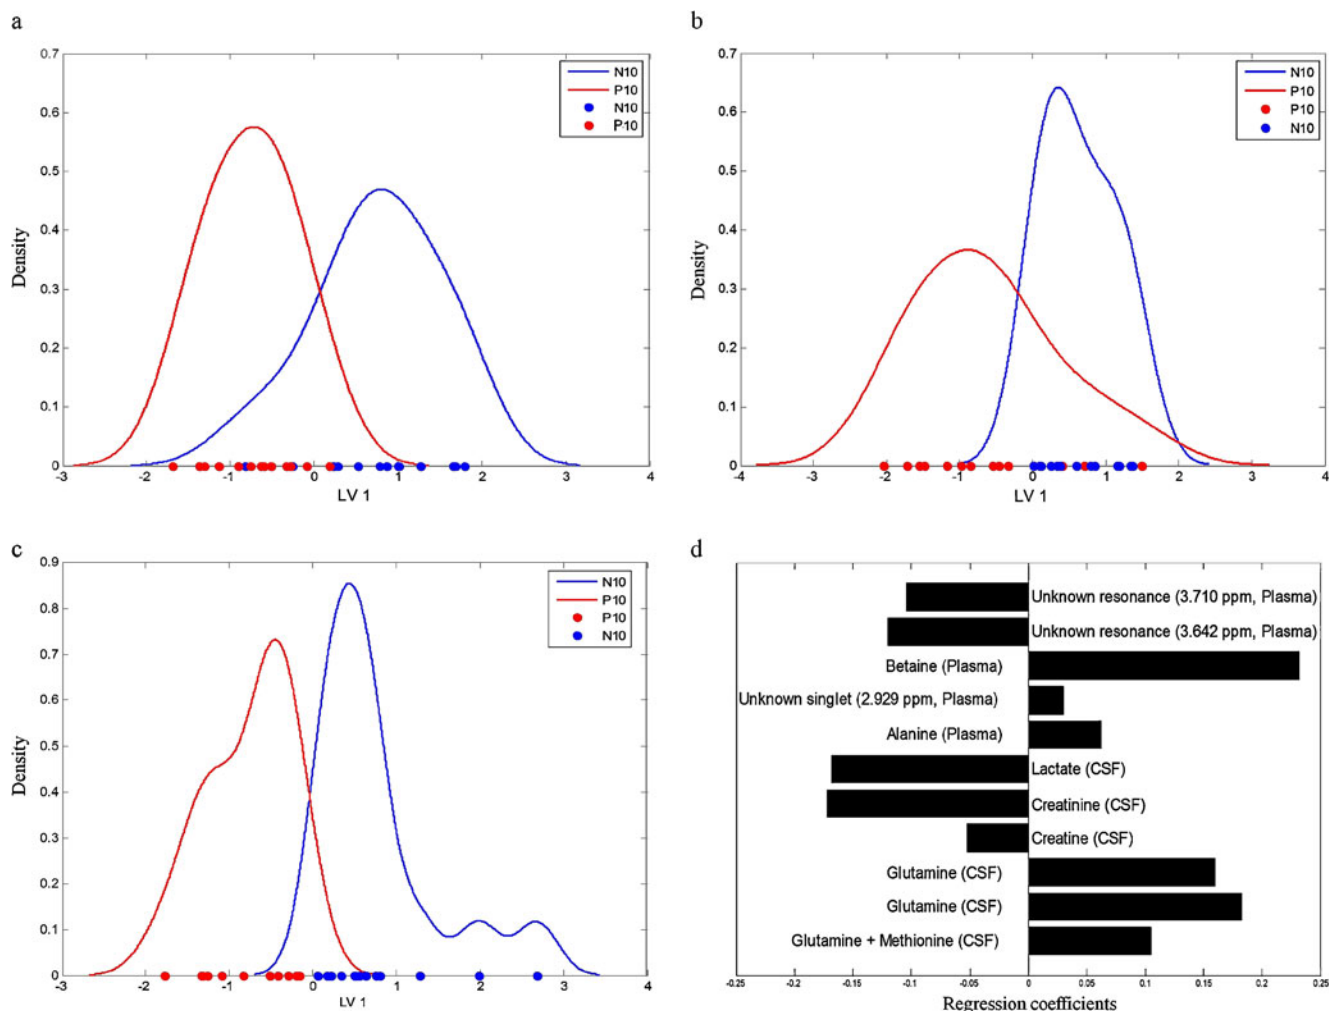 a
0.7
0.6
0.5
0.4
0.3
0.2
0.1
0
Density
-3 -2 -1 0 1 2 3 4
LV 1
N10
P10
N10
P10
b
0.7
0.6
0.5
0.4
0.3
0.2
0.1
0
Density
-4 -3 -2 -1 0 1 2 3 4
LV 1
N10
P10
P10
N10
c
0.9
0.8
0.7
0.6
0.5
0.4
0.3
0.2
0.1
0
Density
-3 -2 -1 0 1 2 3 4
LV 1
N10
P10
P10
N10
d
Unknown resonance (3.710 ppm, Plasma)
Unknown resonance (3.642 ppm, Plasma)
Betaine (Plasma)
Unknown singlet (2.929 ppm, Plasma)
Alanine (Plasma)
Lactate (CSF)
Creatinine (CSF)
Creatine (CSF)
Glutamine (CSF)
Glutamine (CSF)
Glutamine + Methionine (CSF)
-0.25 -0.2 -0.15 -0.1 -0.05 0 0.05 0.1 0.15 0.2 0.25
Regression coefficients